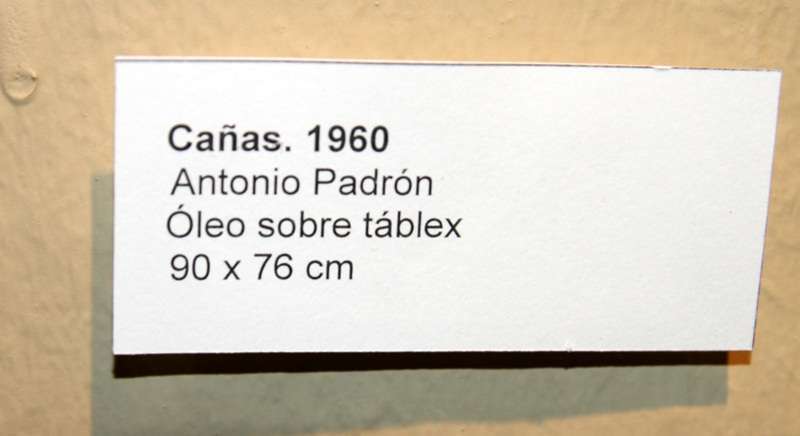 Cañas. 1960
Antonio Padrón
Óleo sobre táblex
90 x 76 cm